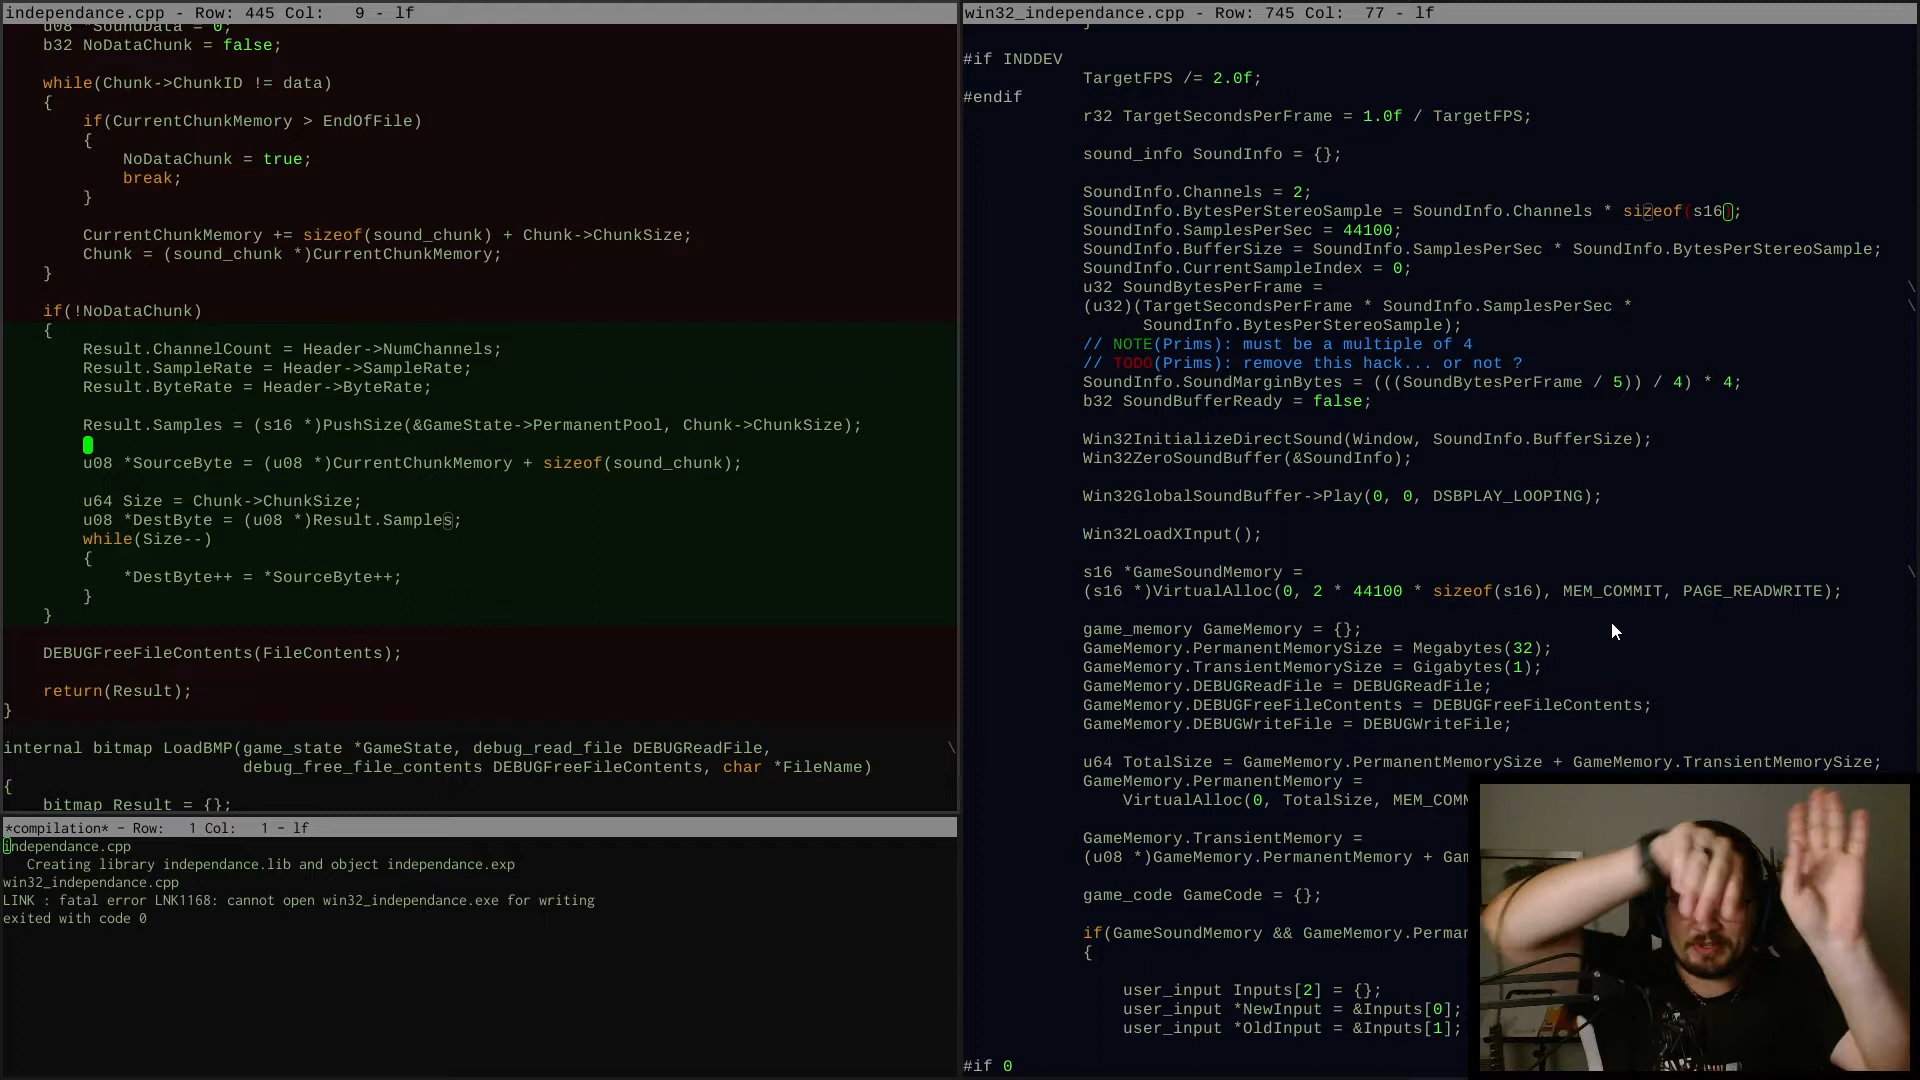 independance.cpp - Row: 445 Col:   9 - lf
u08 *SoundData = 0;
b32 NoDataChunk = false;
while(Chunk->ChunkID != data)
{
if(CurrentChunkMemory > EndOfFile)
{
NoDataChunk = true;
break;
}
CurrentChunkMemory += sizeof(sound_chunk) + Chunk->ChunkSize;
Chunk = (sound_chunk *)CurrentChunkMemory;
}
if(!NoDataChunk)
{
Result.ChannelCount = Header->NumChannels;
Result.SampleRate = Header->SampleRate;
Result.ByteRate = Header->ByteRate;
Result.Samples = (s16 *)PushSize(&GameState->PermanentPool, Chunk->ChunkSize);
u08 *SourceByte = (u08 *)CurrentChunkMemory + sizeof(sound_chunk);
u64 Size = Chunk->ChunkSize;
u08 *DestByte = (u08 *)Result.Samples;
while(Size--)
{
*DestByte++ = *SourceByte++;
}
}
DEBUGFreeFileContents(FileContents);
return(Result);
}
internal bitmap LoadBMP(game_state *GameState, debug_read_file DEBUGReadFile, \
debug_free_file_contents DEBUGFreeFileContents, char *FileName)
{
bitmap Result = {};
*compilation* - Row:   1 Col:   1 - lf
independance.cpp
Creating library independance.lib and object independance.exp
win32_independance.cpp
LINK : fatal error LNK1168: cannot open win32_independance.exe for writing
exited with code 0
win32_independance.cpp - Row: 745 Col:  77 - lf
}
#if INDDEV
TargetFPS /= 2.0f;
#endif
r32 TargetSecondsPerFrame = 1.0f / TargetFPS;
sound_info SoundInfo = {};
SoundInfo.Channels = 2;
SoundInfo.BytesPerStereoSample = SoundInfo.Channels * sizeof(s16);
SoundInfo.SamplesPerSec = 44100;
SoundInfo.BufferSize = SoundInfo.SamplesPerSec * SoundInfo.BytesPerStereoSample;
SoundInfo.CurrentSampleIndex = 0;
u32 SoundBytesPerFrame = \
(u32)(TargetSecondsPerFrame * SoundInfo.SamplesPerSec * \
SoundInfo.BytesPerStereoSample);
// NOTE(Prims): must be a multiple of 4
// TODO(Prims): remove this hack... or not ?
SoundInfo.SoundMarginBytes = (((SoundBytesPerFrame / 5)) / 4) * 4;
b32 SoundBufferReady = false;
Win32InitializeDirectSound(Window, SoundInfo.BufferSize);
Win32ZeroSoundBuffer(&SoundInfo);
Win32GlobalSoundBuffer->Play(0, 0, DSBPLAY_LOOPING);
Win32LoadXInput();
s16 *GameSoundMemory = \
(s16 *)VirtualAlloc(0, 2 * 44100 * sizeof(s16), MEM_COMMIT, PAGE_READWRITE);
game_memory GameMemory = {};
GameMemory.PermanentMemorySize = Megabytes(32);
GameMemory.TransientMemorySize = Gigabytes(1);
GameMemory.DEBUGReadFile = DEBUGReadFile;
GameMemory.DEBUGFreeFileContents = DEBUGFreeFileContents;
GameMemory.DEBUGWriteFile = DEBUGWriteFile;
u64 TotalSize = GameMemory.PermanentMemorySize + GameMemory.TransientMemorySize;
GameMemory.PermanentMemory =
VirtualAlloc(0, TotalSize, MEM_COMM
GameMemory.TransientMemory =
(u08 *)GameMemory.PermanentMemory + Gam
game_code GameCode = {};
if(GameSoundMemory && GameMemory.Perman
{
user_input Inputs[2] = {};
user_input *NewInput = &Inputs[0];
user_input *OldInput = &Inputs[1];
#if 0